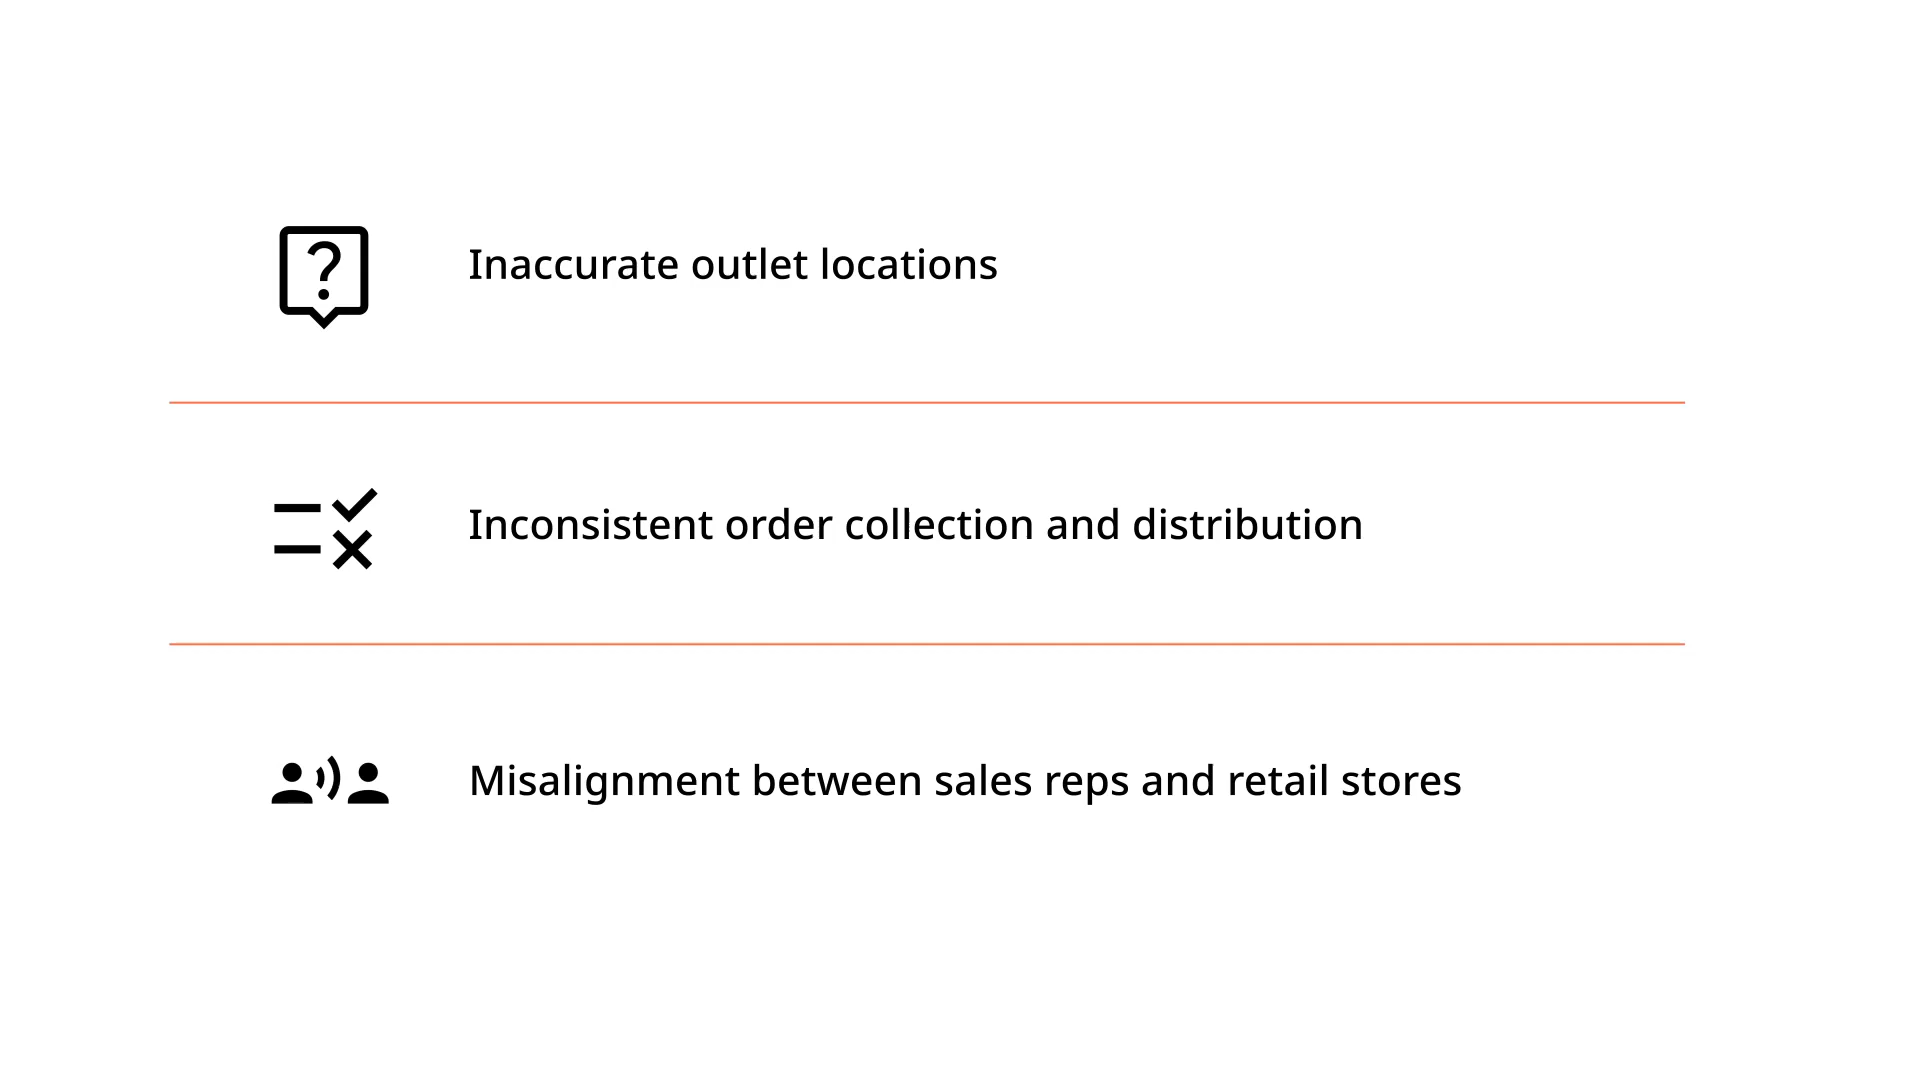 Inaccurate outlet locations
Inconsistent order collection and distribution
Misalignment between sales reps and retail stores